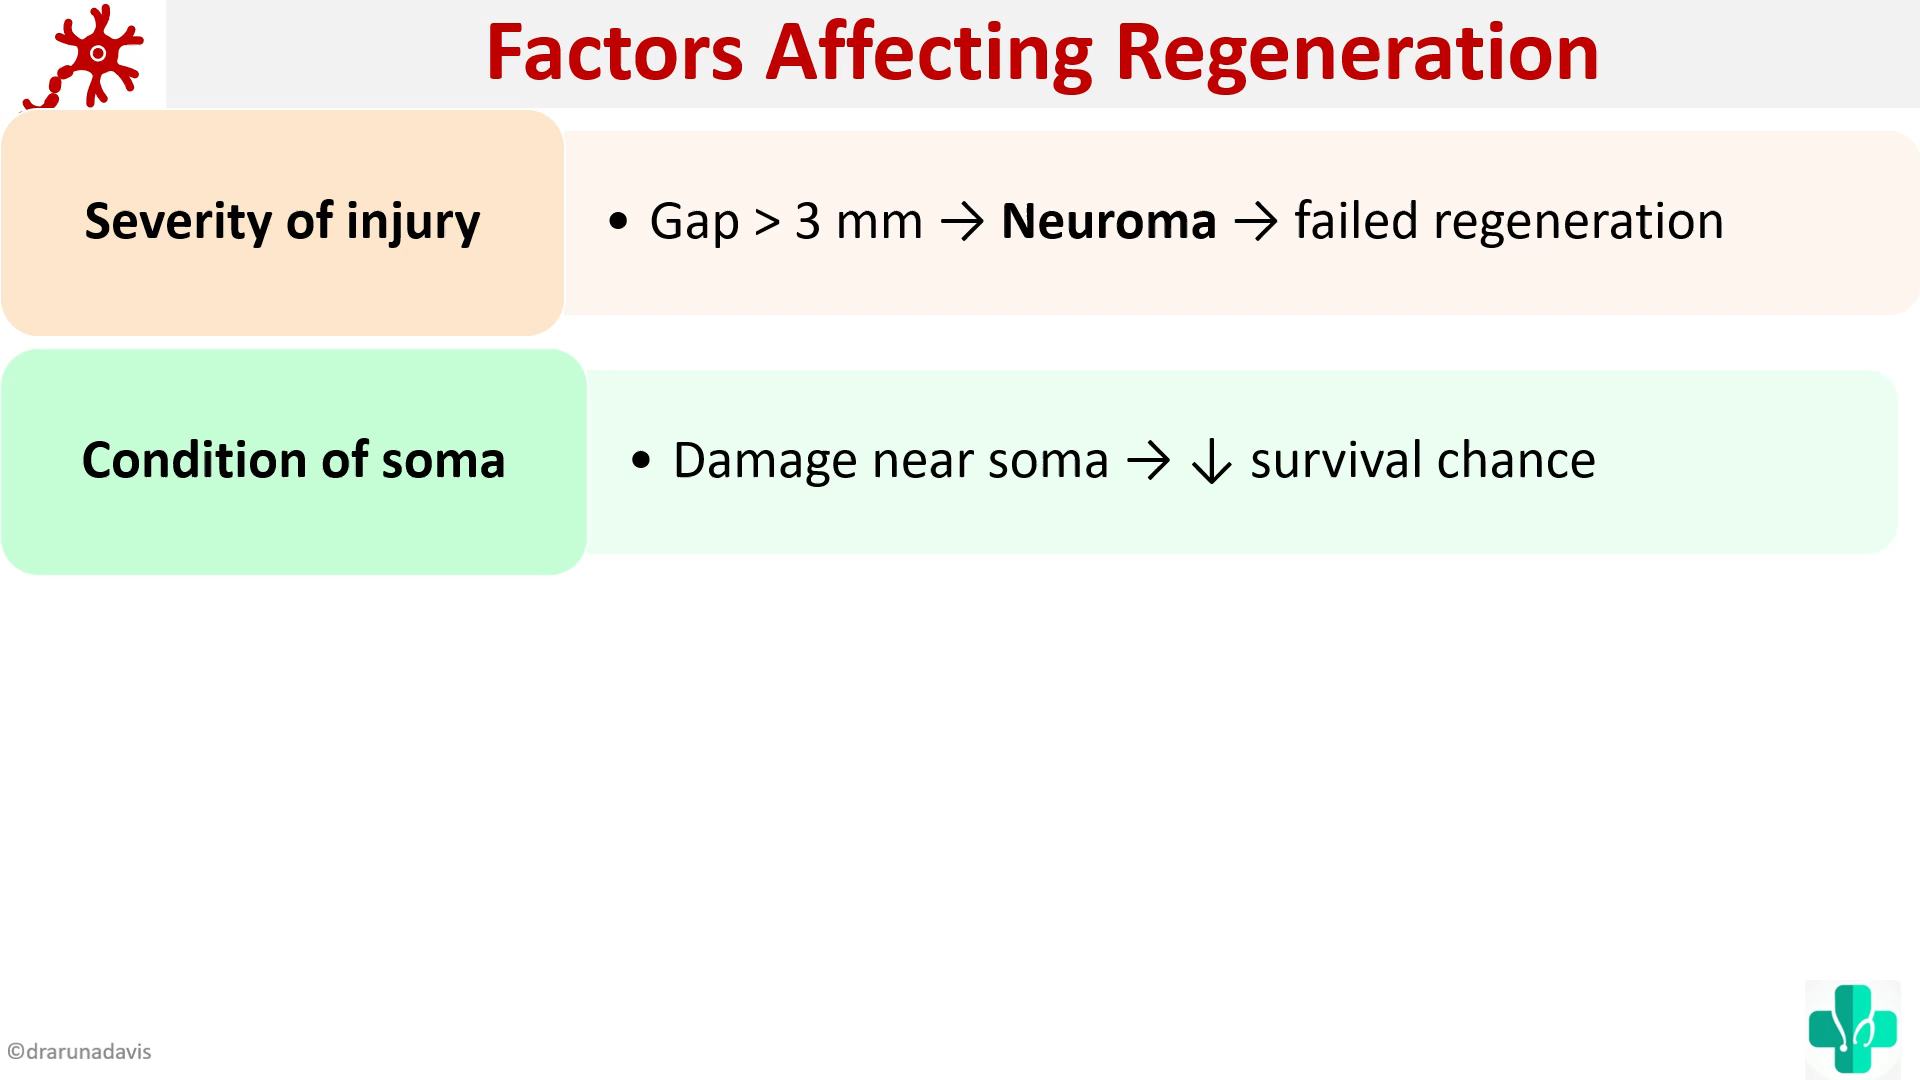 Factors Affecting Regeneration
Severity of injury
• Gap > 3 mm → Neuroma → failed regeneration
Condition of soma
• Damage near soma → ↓ survival chance
©drarunadavis